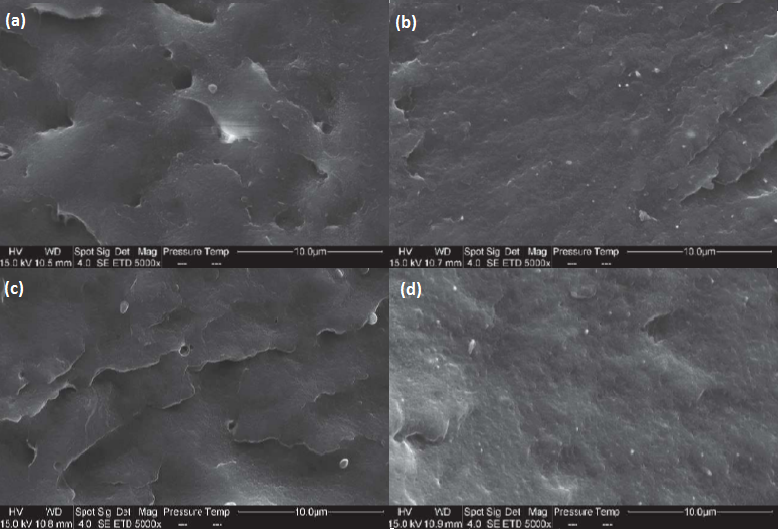 (a)
(b)
HV WD Spot Sig Det Mag Pressure Temp 10.0µm
15.0 kV 10.5 mm 4.0 SE ETD 5000x --- ---
HV WD Spot Sig Det Mag Pressure Temp 10.0µm
15.0 kV 10.7 mm 4.0 SE ETD 5000x --- ---
(c)
(d)
HV WD Spot Sig Det Mag Pressure Temp 10.0µm
15.0 kV 10.8 mm 4.0 SE ETD 5000x --- ---
HV WD Spot Sig Det Mag Pressure Temp 10.0µm
15.0 kV 10.9 mm 4.0 SE ETD 5000x --- ---